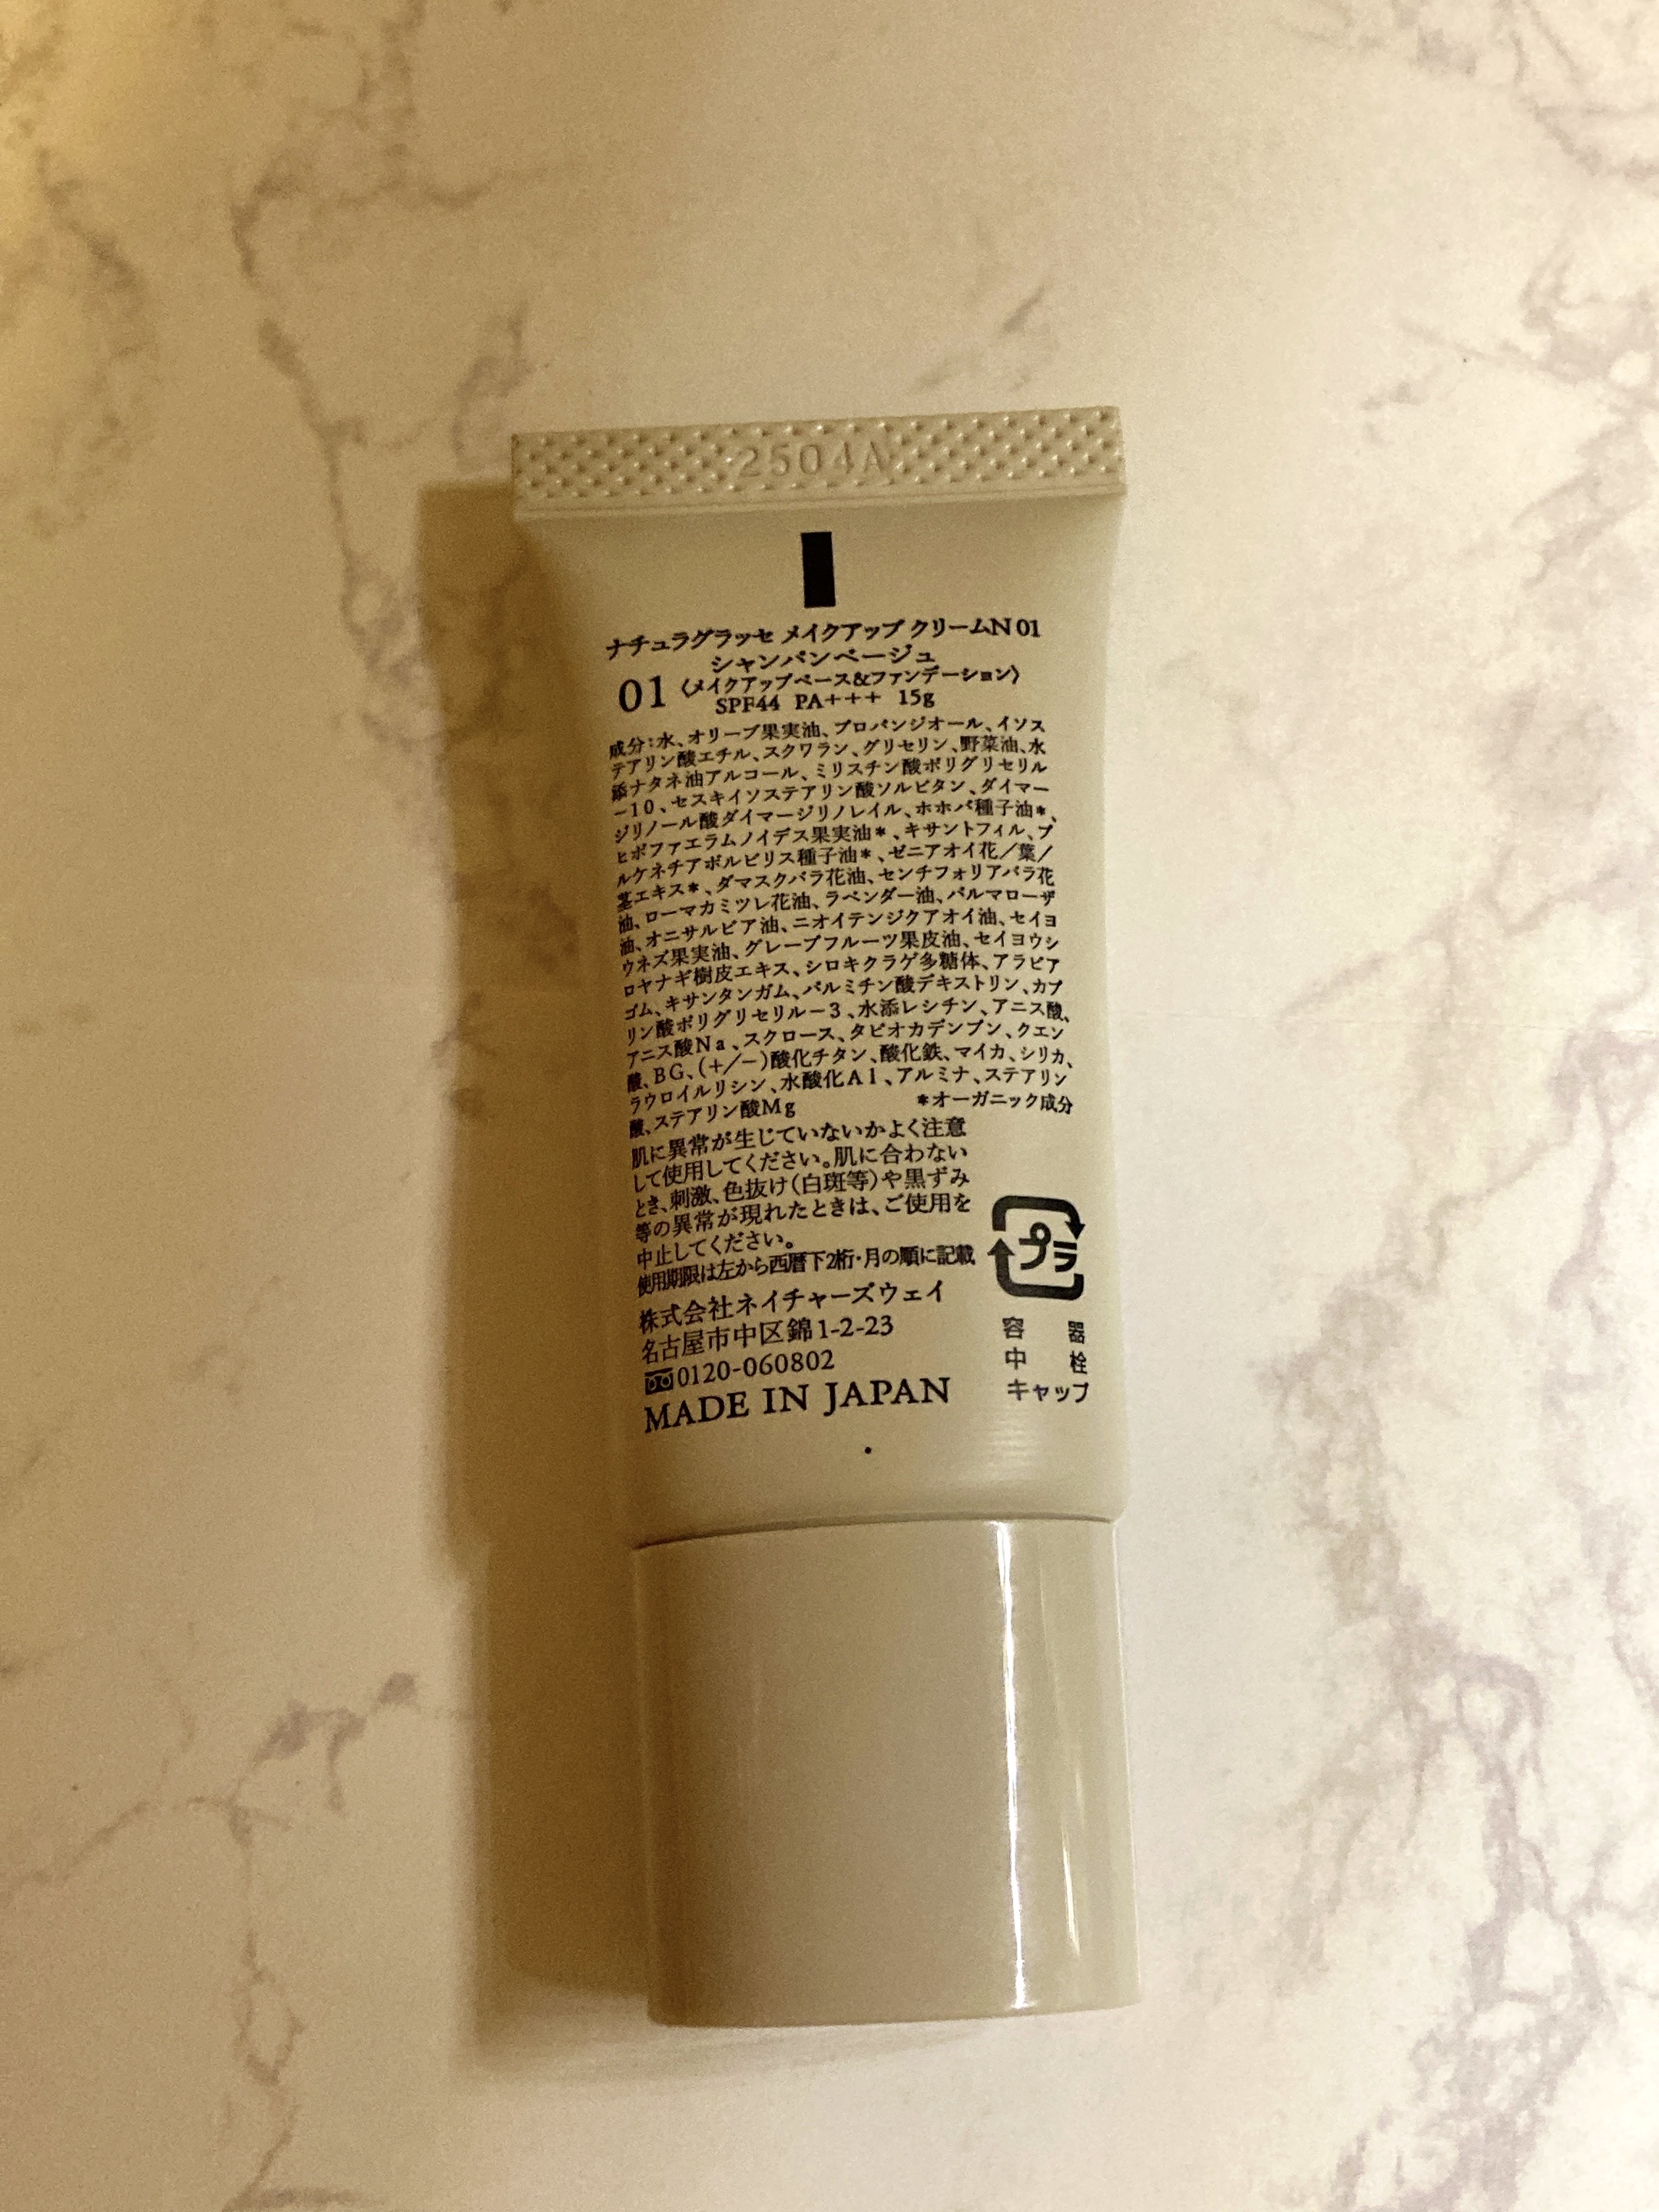 2504A
ナチュラグラッセ メイクアップ クリームN 01
シャンパンベージュ
01 〈メイクアップベース&ファンデーション〉
SPF44 PA+++ 15g
成分:水、オリーブ果実油、プロパンジオール、イソス
テアリン酸エチル、スクワラン、グリセリン、野菜油、水
添ナタネ油アルコール、ミリスチン酸ポリグリセリル
-10、セスキイソステアリン酸ソルビタン、ダイマー
ジリノール酸ダイマージリノレイル、ホホバ種子油*、
ヒポファエラムノイデス果実油*、キサントフィル、プ
ルケネチアボルビリス種子油*、ゼニアオイ花/葉/
茎エキス*、ダマスクバラ花油、センチフォリアバラ花
油、ローマカミツレ花油、ラベンダー油、パルマローザ
油、オニサルビア油、ニオイテンジクアオイ油、セイヨ
ウネズ果実油、グレープフルーツ果皮油、セイヨウシ
ロヤナギ樹皮エキス、シロキクラゲ多糖体、アラビア
ゴム、キサンタンガム、パルミチン酸デキストリン、カプ
リン酸ポリグリセリル-3、水添レシチン、アニス酸、
アニス酸Na、スクロース、タピオカデンプン、クエン
酸、BG、(+/-)酸化チタン、酸化鉄、マイカ、シリカ、
ラウロイルリシン、水酸化Al、アルミナ、ステアリン
酸、ステアリン酸Mg *オーガニック成分
肌に異常が生じていないかよく注意
して使用してください。肌に合わない
とき、刺激、色抜け(白斑等)や黒ずみ
等の異常が現れたときは、ご使用を
中止してください。
使用期限は左から西暦下2桁・月の順に記載
株式会社ネイチャーズウェイ
名古屋市中区錦1-2-23
0120-060802
MADE IN JAPAN
プラ
容器
中栓
キャップ